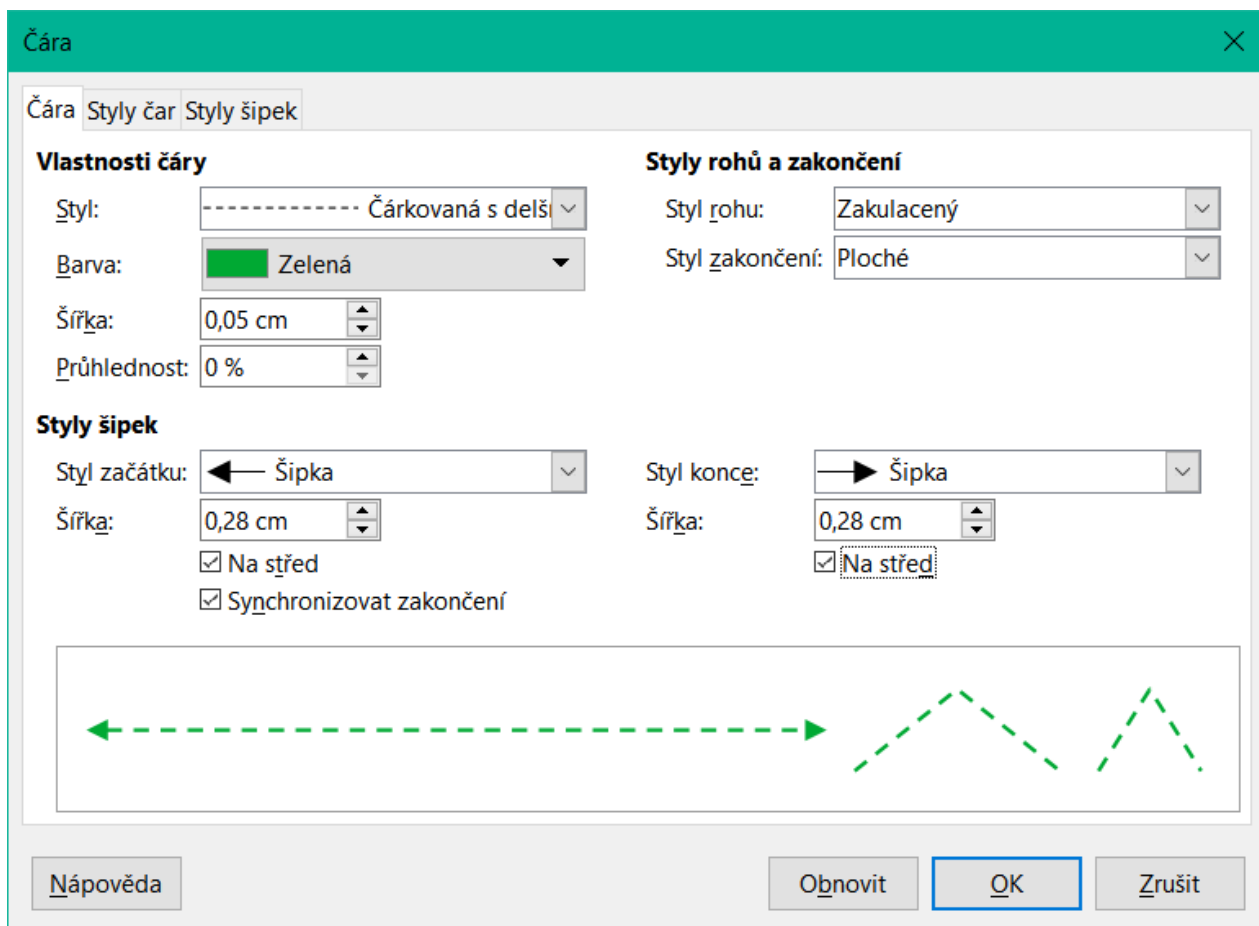 Čára
Čára Styly čar Styly šipek
Vlastnosti čáry
Styl: Čárkovaná s delší
Barva: Zelená
Šířka: 0,05 cm
Průhlednost: 0 %
Styly rohů a zakončení
Styl rohu: Zakulacený
Styl zakončení: Ploché
Styly šipek
Styl začátku: Šipka
Šířka: 0,28 cm
Na střed
Synchronizovat zakončení
Styl konce: Šipka
Šířka: 0,28 cm
Na střed
Nápověda Obnovit OK Zrušit